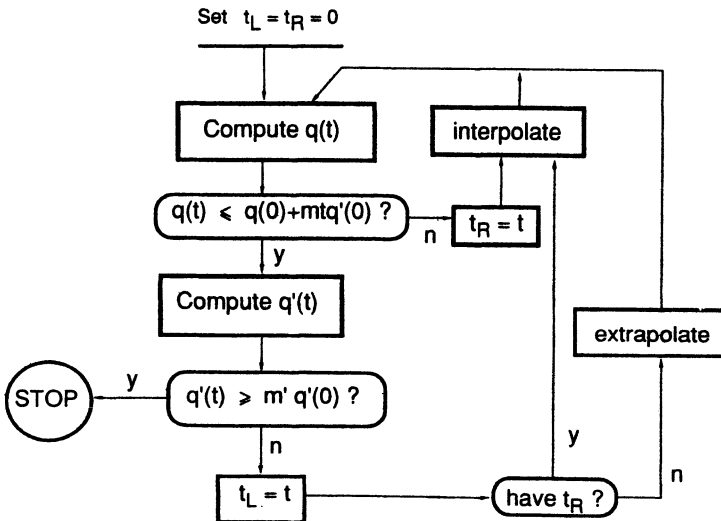 Set t_L = t_R = 0
Compute q(t)
interpolate
q(t) ⩽ q(0)+mtq'(0) ?
n
t_R = t
y
Compute q'(t)
extrapolate
STOP
y
q'(t) ⩾ m' q'(0) ?
n
y
n
t_L = t
have t_R ?